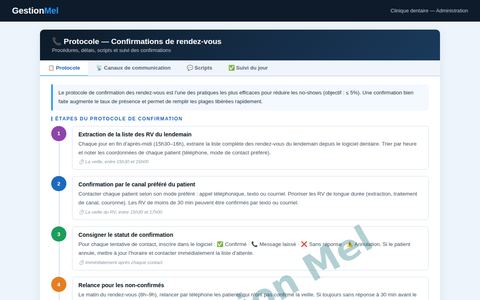 GestionMel
Clinique dentaire — Administration
📞 Protocole — Confirmations de rendez-vous
Procédures, délais, scripts et suivi des confirmations
📋 Protocole
📡 Canaux de communication
💬 Scripts
✅ Suivi du jour
Le protocole de confirmation des rendez-vous est l'une des pratiques les plus efficaces pour réduire les no-shows (objectif : ≤ 5%). Une confirmation bien
faite augmente le taux de présence et permet de remplir les plages libérées rapidement.
ÉTAPES DU PROTOCOLE DE CONFIRMATION
1
Extraction de la liste des RV du lendemain
Chaque jour en fin d'après-midi (15h30–16h), extraire la liste complète des rendez-vous du lendemain depuis le logiciel dentaire. Trier par heure
et noter les coordonnées de chaque patient (téléphone, mode de contact préféré).
⏱ La veille, entre 15h30 et 16h00
2
Confirmation par le canal préféré du patient
Contacter chaque patient selon son mode préféré : appel téléphonique, texto ou courriel. Prioriser les RV de longue durée (extraction, traitement
de canal, couronne). Les RV de moins de 30 min peuvent être confirmés par texto ou courriel.
⏱ La veille du RV, entre 15h30 et 17h00
3
Consigner le statut de confirmation
Pour chaque tentative de contact, inscrire dans le logiciel : ✅ Confirmé · 📞 Message laissé · ❌ Sans réponse · ⚠️ Annulation. Si le patient
annule, mettre à jour l'horaire et contacter immédiatement la liste d'attente.
⏱ Immédiatement après chaque contact
4
Relance pour les non-confirmés
Le matin du rendez-vous (8h–9h), relancer par téléphone les patients qui n'ont pas confirmé la veille. Si toujours sans réponse à 30 min avant le
on Mel